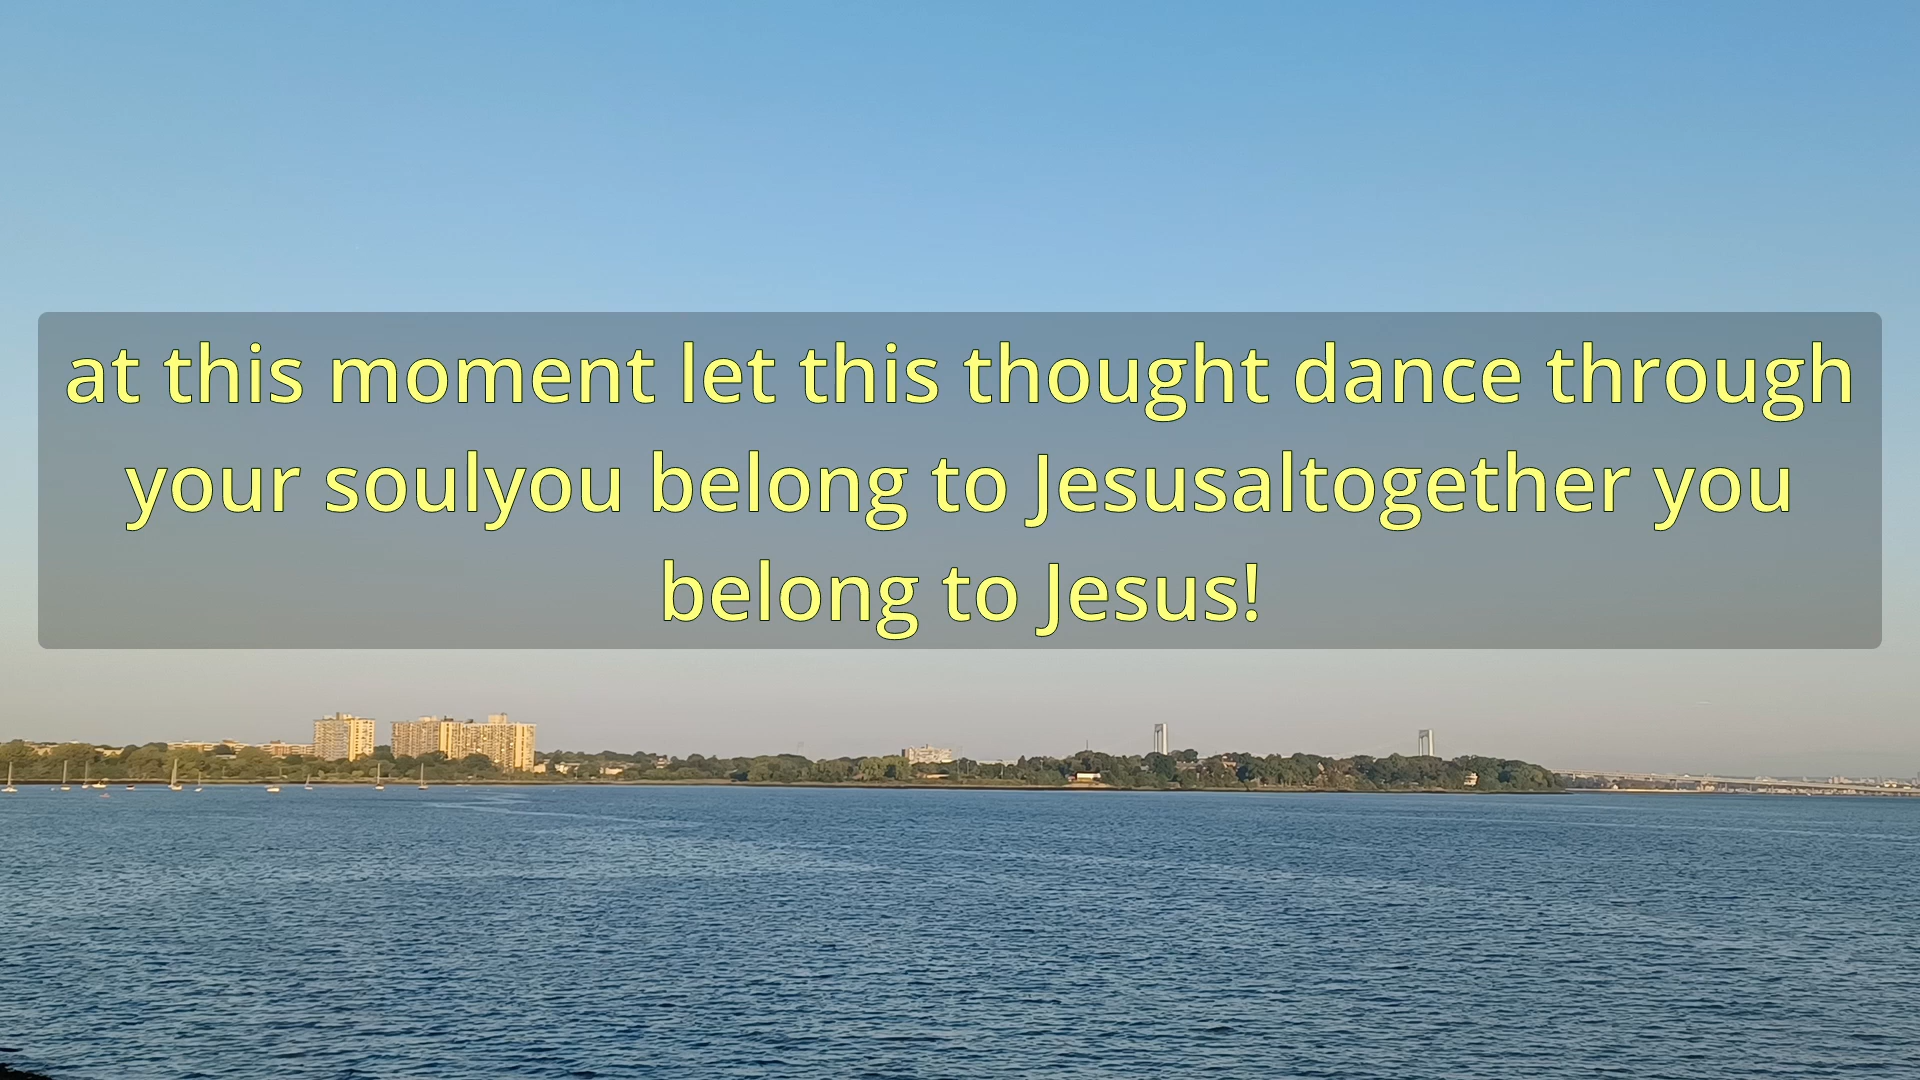 at this moment let this thought dance through
your soulyou belong to Jesusaltogether you
belong to Jesus!